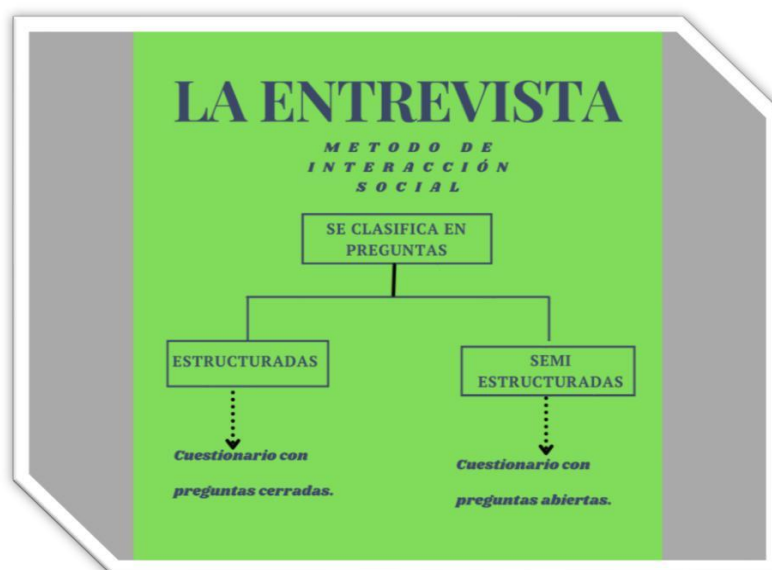 LA ENTREVISTA
METODO DE
INTERACCIÓN
SOCIAL
SE CLASIFICA EN
PREGUNTAS
ESTRUCTURADAS
Cuestionario con
preguntas cerradas.
SEMI
ESTRUCTURADAS
Cuestionario con
preguntas abiertas.